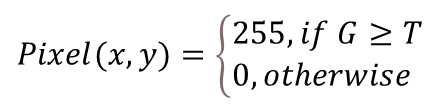 Pixel(x, y) = {255, if G ≥ T
0, otherwise